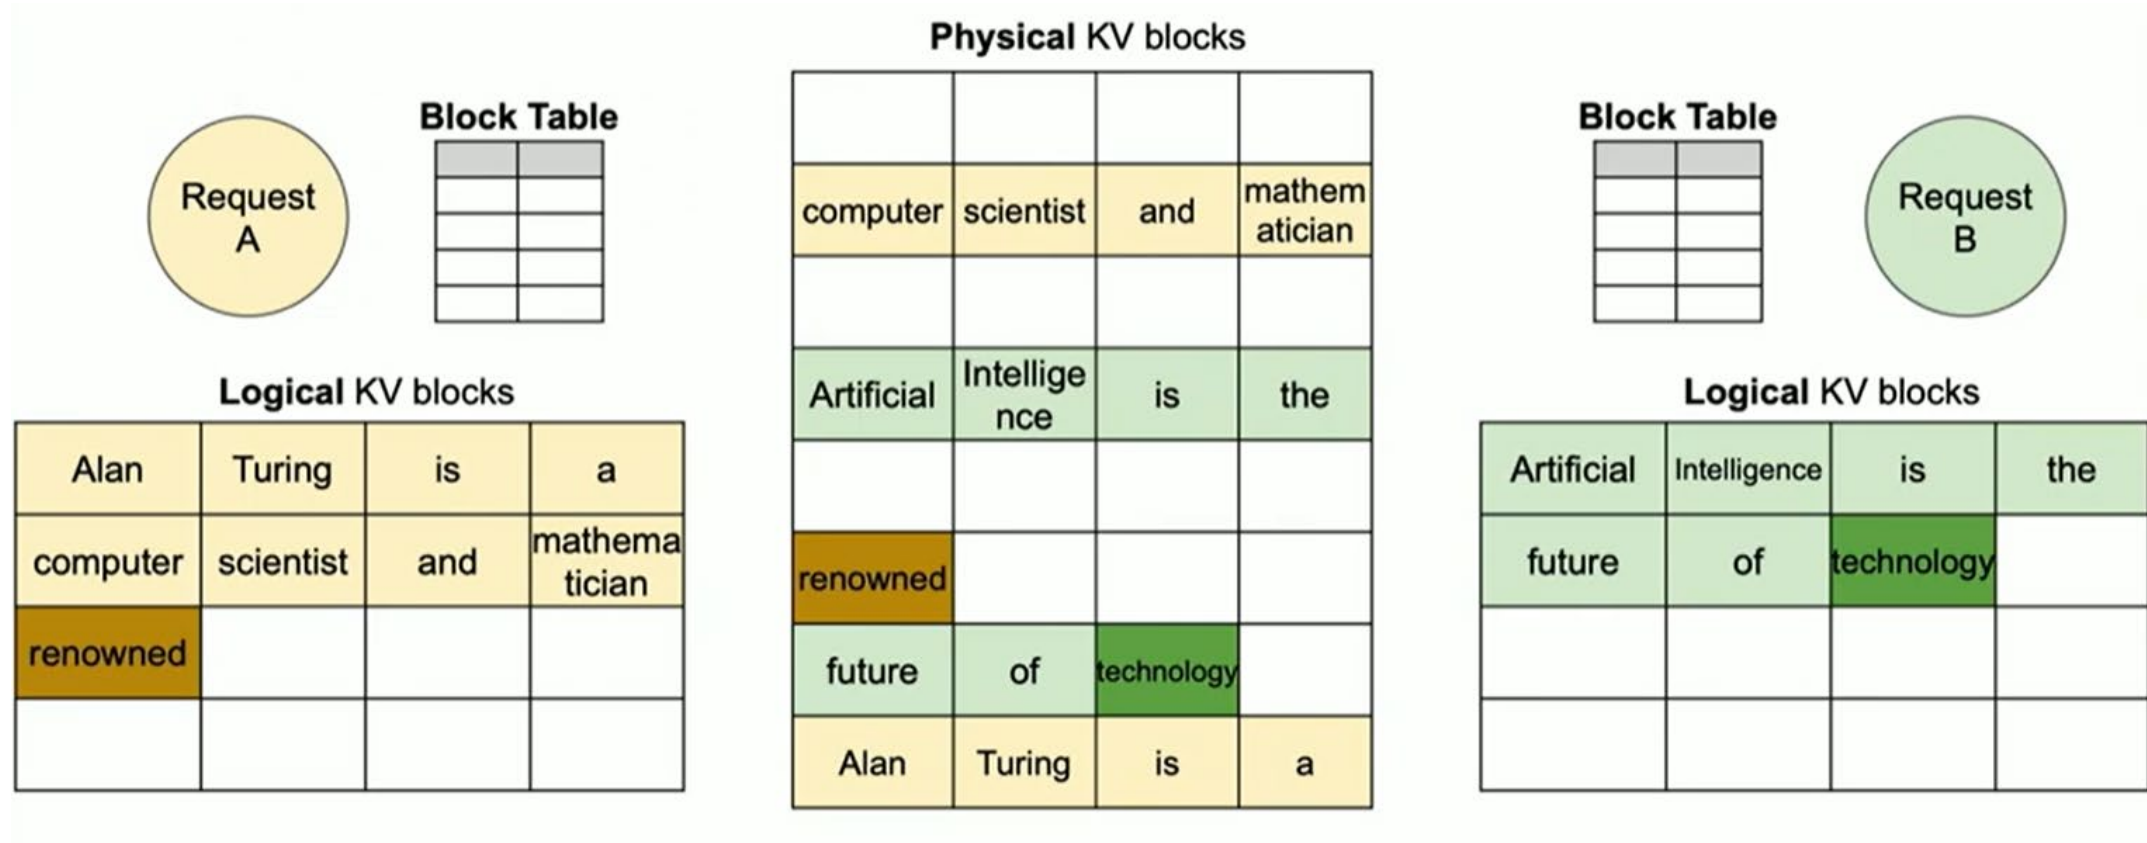 Physical KV blocks
Block Table
Request
A
Logical KV blocks
Alan Turing is a
computer scientist and mathema
tician
renowned
computer scientist and mathem
atician
Artificial Intellige
nce is the
renowned
future of technology
Alan Turing is a
Block Table
Request
B
Logical KV blocks
Artificial Intelligence is the
future of technology